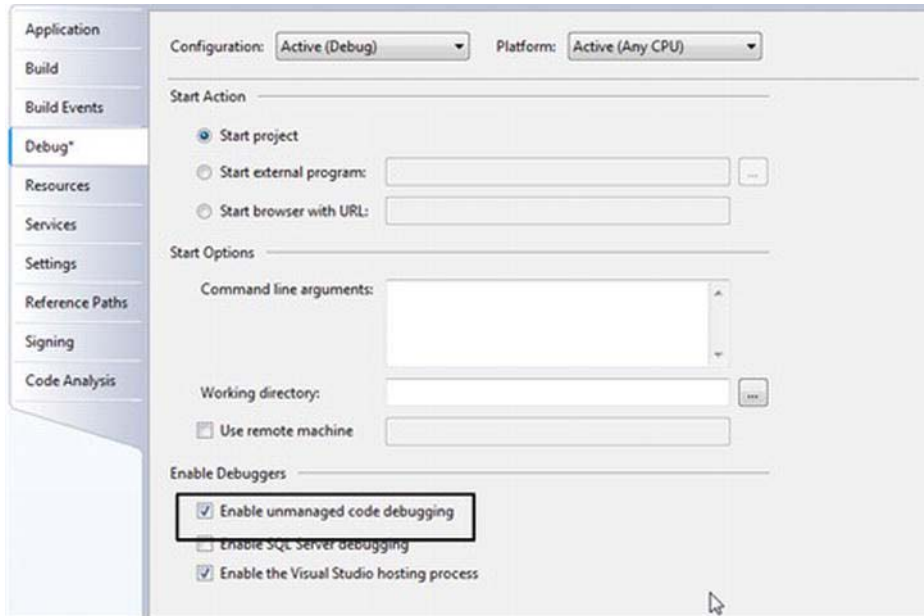 Application
Build
Build Events
Debug*
Resources
Services
Settings
Reference Paths
Signing
Code Analysis
Configuration: Active (Debug) Platform: Active (Any CPU)
Start Action
Start project
Start external program: ...
Start browser with URL:
Start Options
Command line arguments:
Working directory: ...
Use remote machine
Enable Debuggers
Enable unmanaged code debugging
Enable SQL Server debugging
Enable the Visual Studio hosting process